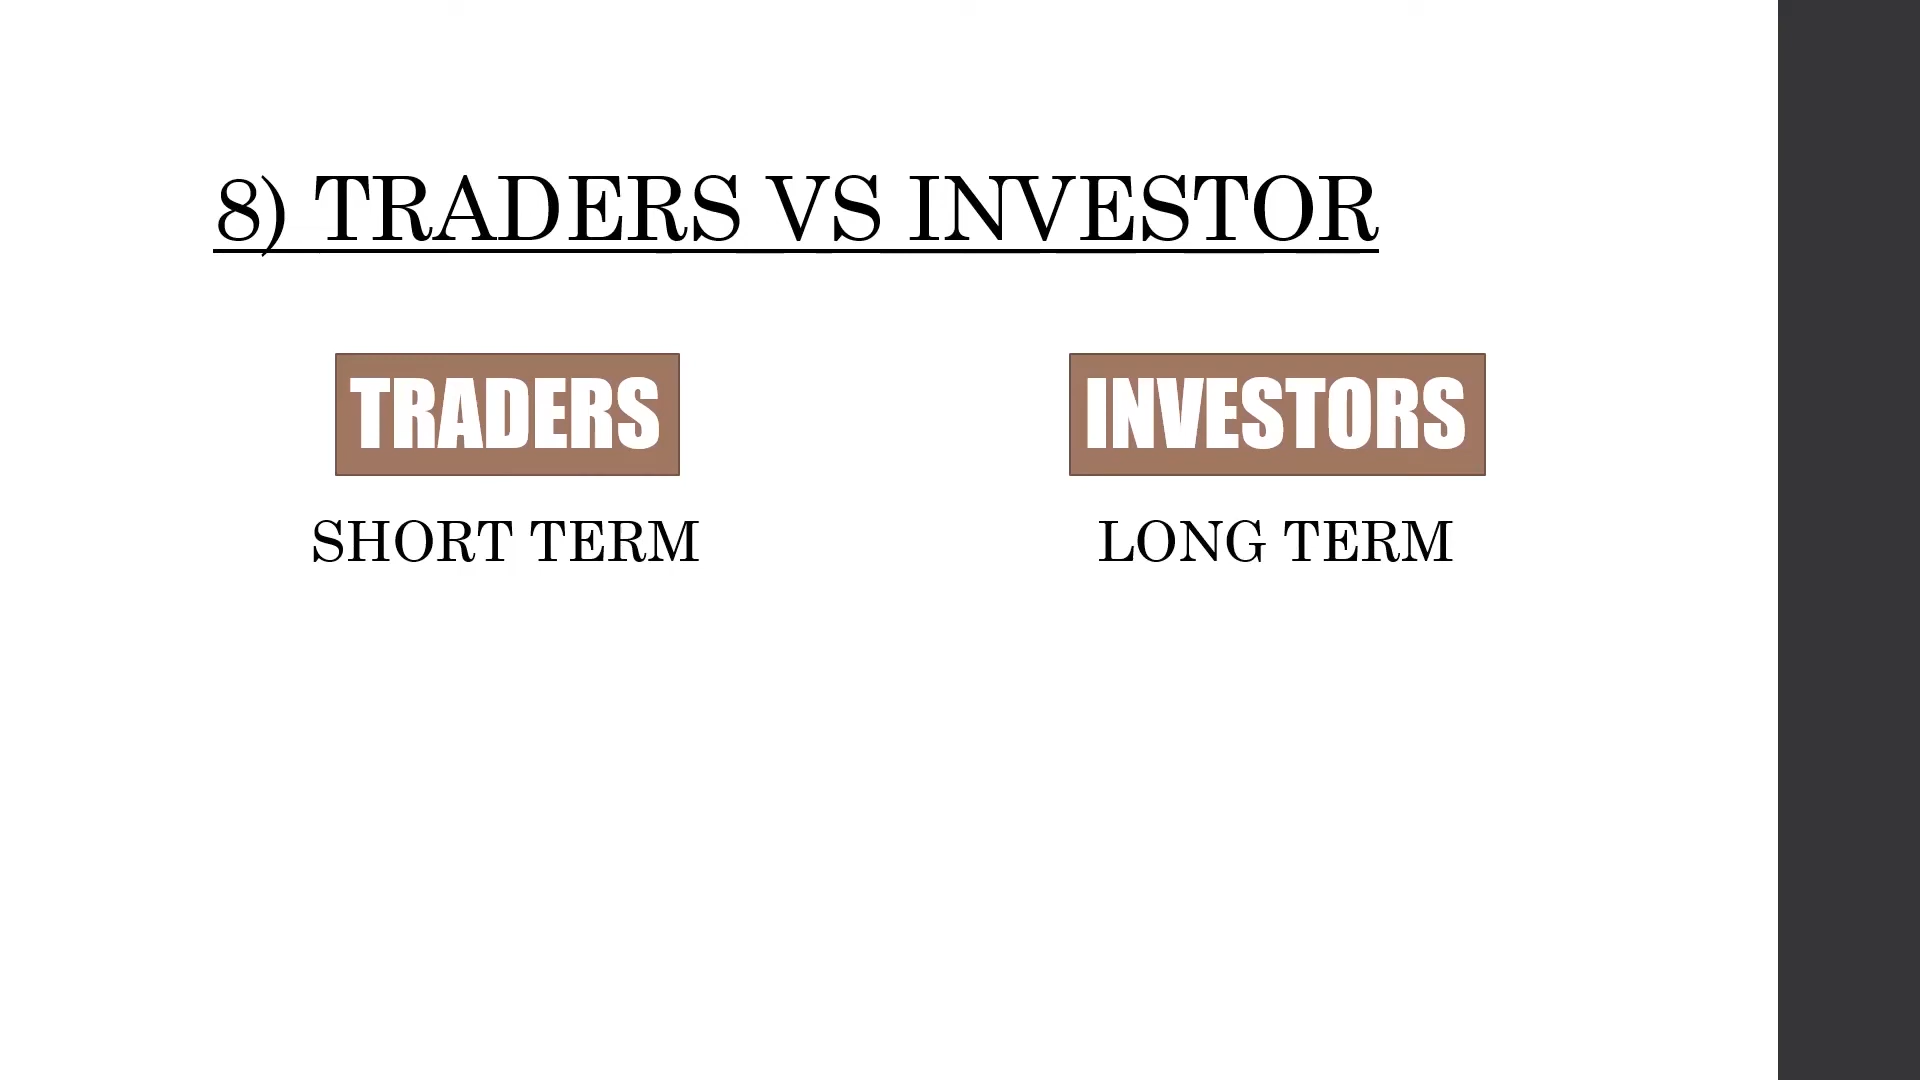 8) TRADERS VS INVESTOR
TRADERS
INVESTORS
SHORT TERM
LONG TERM